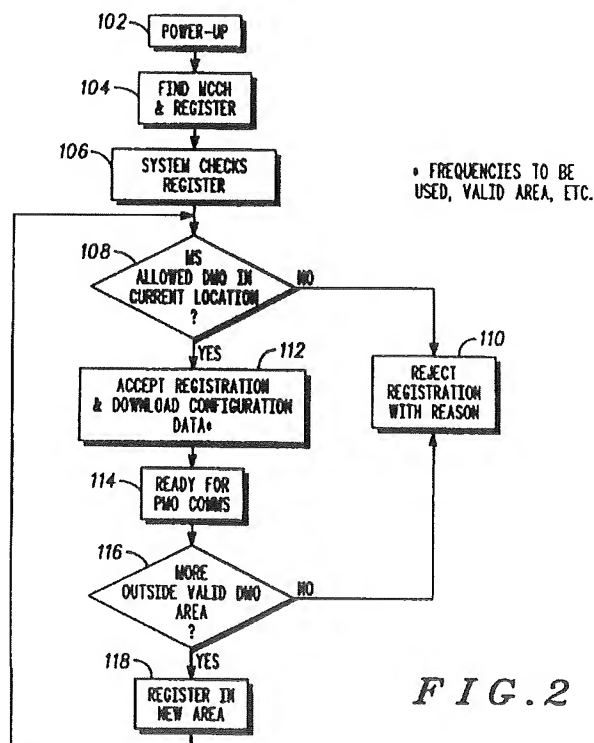 102
POWER-UP
104
FIND MCCH
& REGISTER
106
SYSTEM CHECKS
REGISTER
* FREQUENCIES TO BE
USED, VALID AREA, ETC.
108
MS
ALLOWED DMO IN
CURRENT LOCATION
?
NO
YES
112
ACCEPT REGISTRATION
& DOWNLOAD CONFIGURATION
DATA*
110
REJECT
REGISTRATION
WITH REASON
114
READY FOR
PMO COMMS
116
MORE
OUTSIDE VALID DMO
AREA
?
NO
YES
118
REGISTER IN
NEW AREA
FIG.2